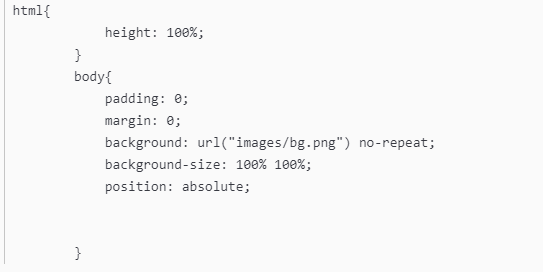 html{
height: 100%;
}
body{
padding: 0;
margin: 0;
background: url("images/bg.png") no-repeat;
background-size: 100% 100%;
position: absolute;
}